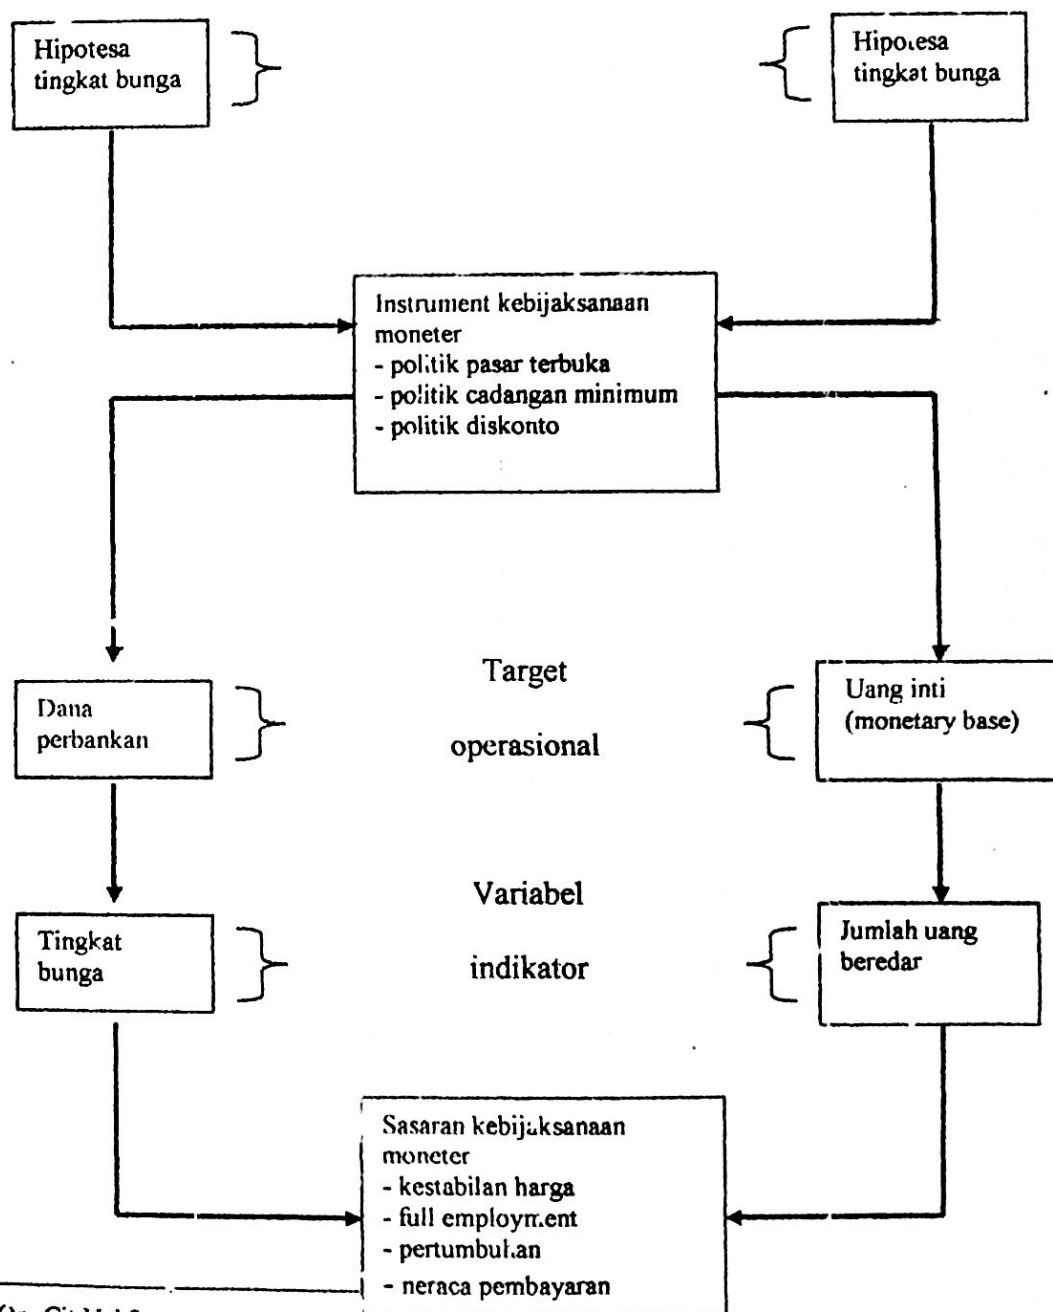 Hipotesa
tingkat bunga
Hipotesa
tingkat bunga
Instrument kebijaksanaan
moneter
- politik pasar terbuka
- politik cadangan minimum
- politik diskonto
Dana
perbankan
Target
operasional
Uang inti
(monetary base)
Tingkat
bunga
Variabel
indikator
Jumlah uang
beredar
Sasaran kebijaksanaan
moneter
- kestabilan harga
- full employment
- pertumbuhan
- neraca pembayaran